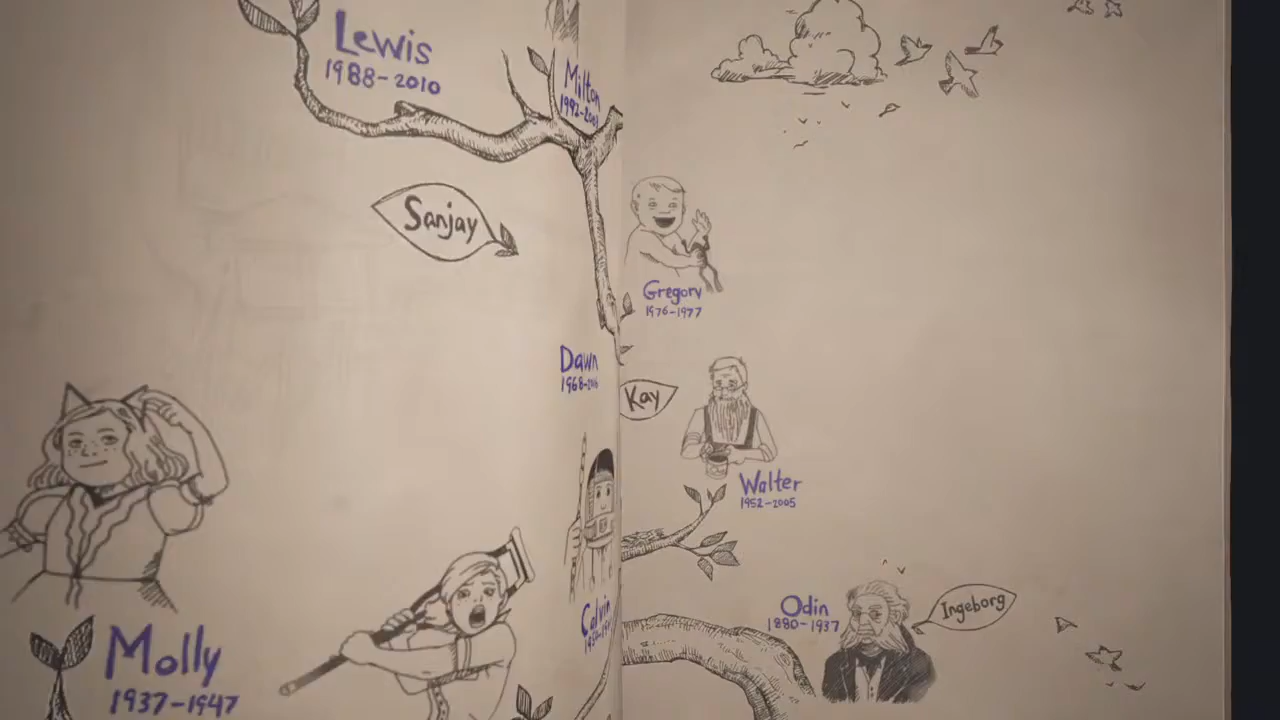 Lewis
1988-2010
Milton
Sanjay
Gregory
1976-1977
Dawn
Kay
Walter
1952-2005
Calvin
Odin
1880-1937
Ingeborg
Molly
1937-1947